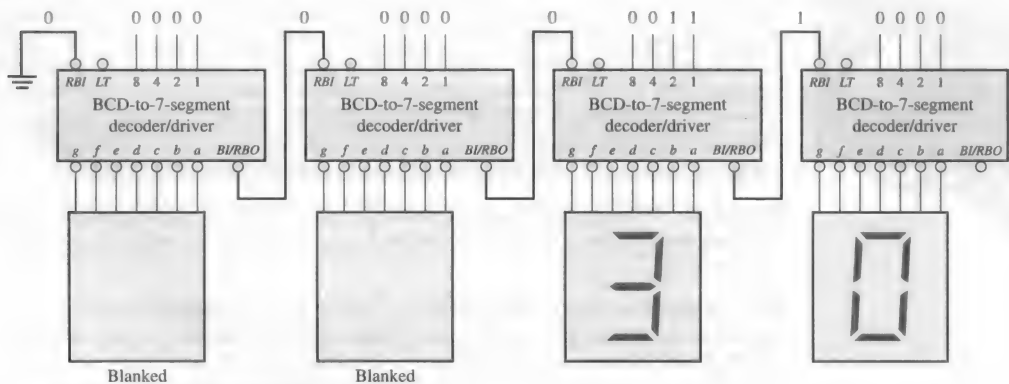 0 0 0 0 0 0 0 0 0 0 0 0 0 1 1 1 0 0 0 0
RBI LT 8 4 2 1 RBI LT 8 4 2 1 RBI LT 8 4 2 1 RBI LT 8 4 2 1
BCD-to-7-segment BCD-to-7-segment BCD-to-7-segment BCD-to-7-segment
decoder/driver decoder/driver decoder/driver decoder/driver
g f e d c b a BI/RBO g f e d c b a BI/RBO g f e d c b a BI/RBO g f e d c b a BI/RBO
3 0
Blanked Blanked